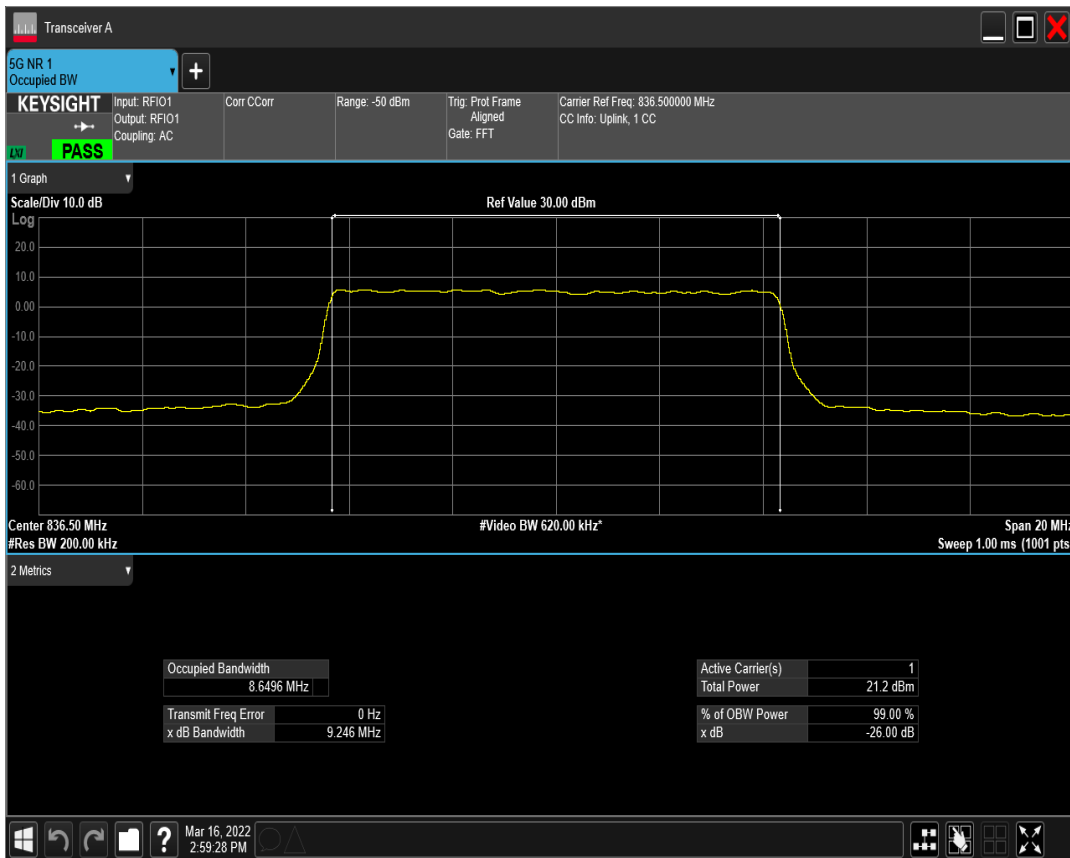 Transceiver A
5G NR 1
Occupied BW
+
KEYSIGHT
LXI
PASS
Input: RFIO1
Output: RFIO1
Coupling: AC
Corr CCorr
Range: -50 dBm
Trig: Prot Frame
Aligned
Gate: FFT
Carrier Ref Freq: 836.500000 MHz
CC Info: Uplink, 1 CC
1 Graph
Scale/Div 10.0 dB
Ref Value 30.00 dBm
Log
20.0
10.0
0.00
-10.0
-20.0
-30.0
-40.0
-50.0
-60.0
Center 836.50 MHz
#Video BW 620.00 kHz*
Span 20 MHz
#Res BW 200.00 kHz
Sweep 1.00 ms (1001 pts
2 Metrics
Occupied Bandwidth
8.6496 MHz
Transmit Freq Error 0 Hz
x dB Bandwidth 9.246 MHz
Active Carrier(s) 1
Total Power 21.2 dBm
% of OBW Power 99.00 %
x dB -26.00 dB
?
Mar 16, 2022
2:59:28 PM